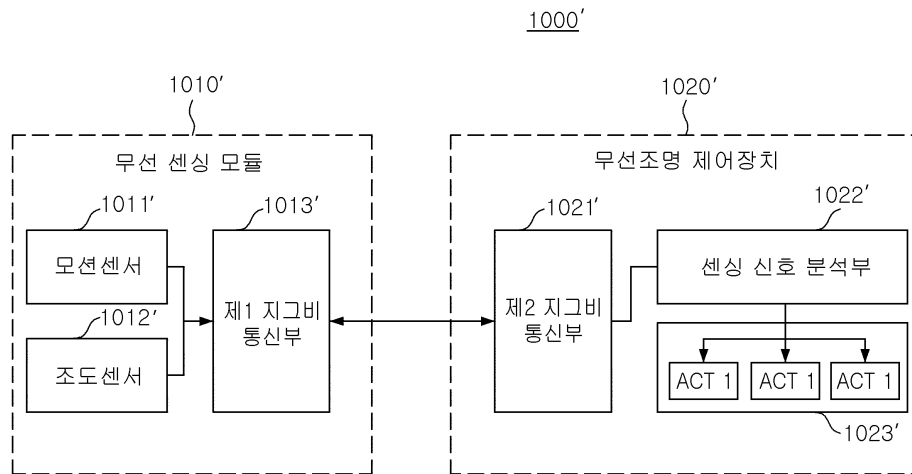 1000′
1010′
1020′
무선 센싱 모듈
무선조명 제어장치
1011′
1013′
1021′
1022′
모션센서
센싱 신호 분석부
1012′
제1 지그비
통신부
제2 지그비
통신부
조도센서
ACT 1
ACT 1
ACT 1
1023′